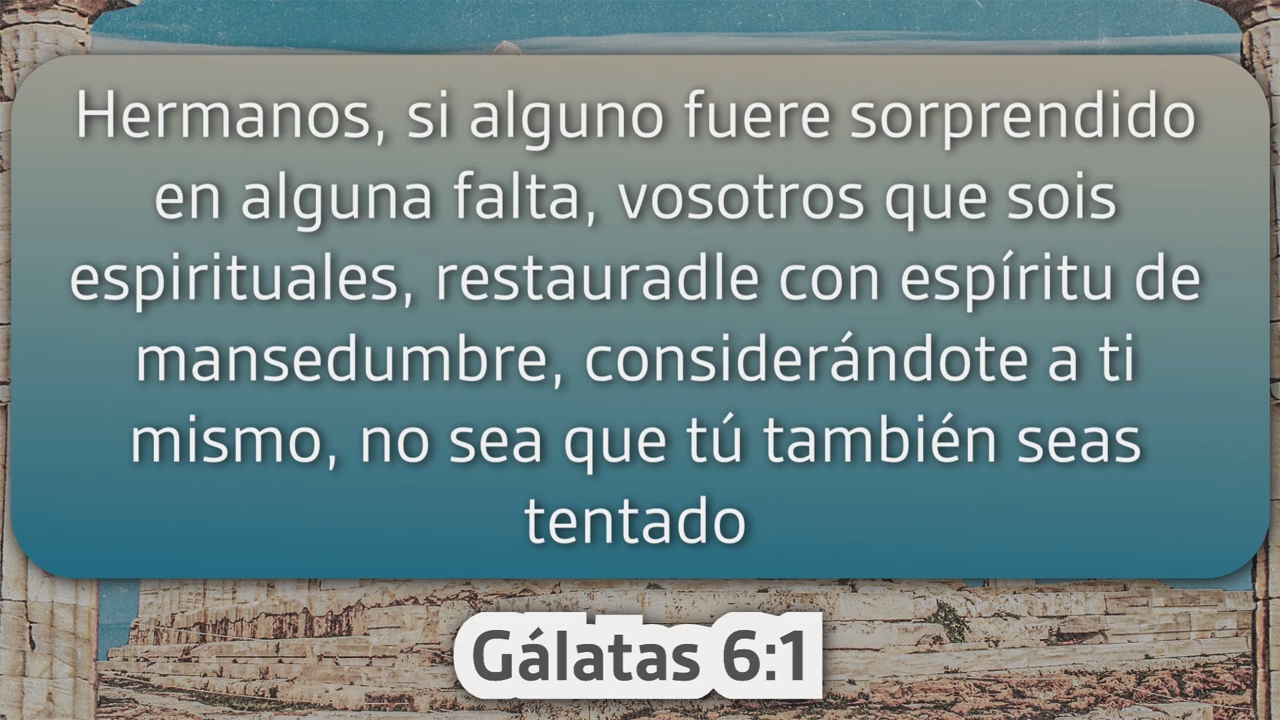 Hermanos, si alguno fuere sorprendido
en alguna falta, vosotros que sois
espirituales, restauradle con espíritu de
mansedumbre, considerándote a ti
mismo, no sea que tú también seas
tentado
Gálatas 6:1